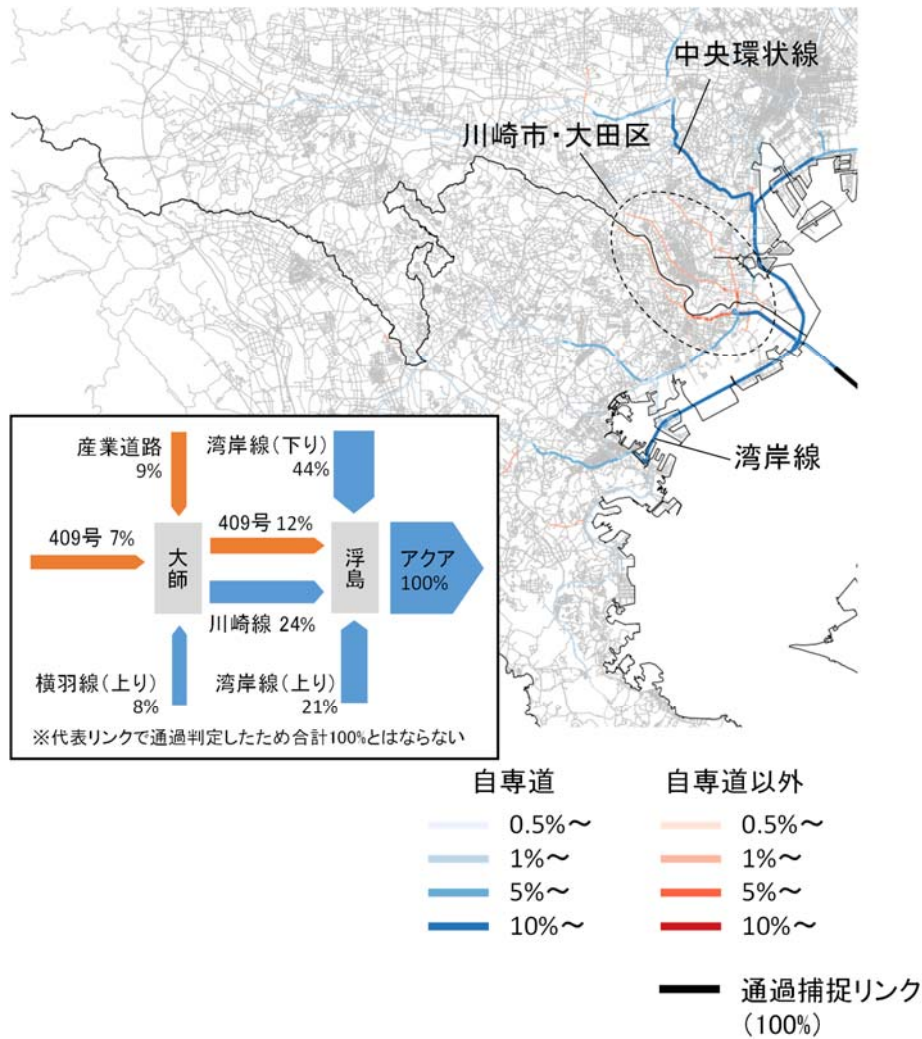 中央環状線
川崎市・大田区
湾岸線
産業道路
9%
湾岸線(下り)
44%
409号 7%
大師
409号 12%
浮島
アクア
100%
川崎線 24%
横羽線(上り)
8%
湾岸線(上り)
21%
※代表リンクで通過判定したため合計100%とはならない
自専道
0.5%~
1%~
5%~
10%~
自専道以外
0.5%~
1%~
5%~
10%~
通過捕捉リンク
(100%)